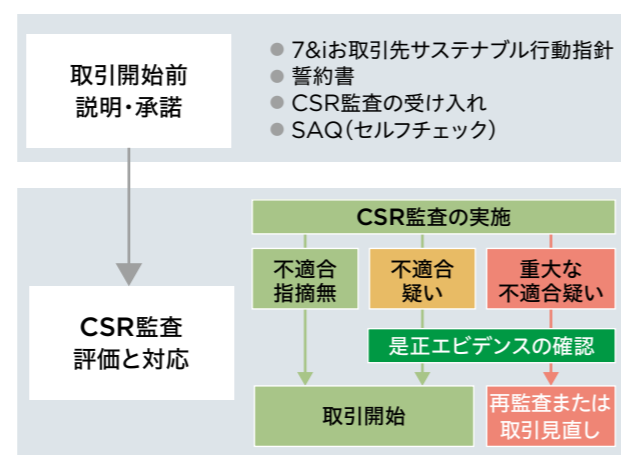 取引開始前
説明・承諾
● 7&iお取引先サステナブル行動指針
● 誓約書
● CSR監査の受け入れ
● SAQ(セルフチェック)
CSR監査
評価と対応
CSR監査の実施
不適合
指摘無
不適合
疑い
重大な
不適合疑い
是正エビデンスの確認
取引開始
再監査または
取引見直し